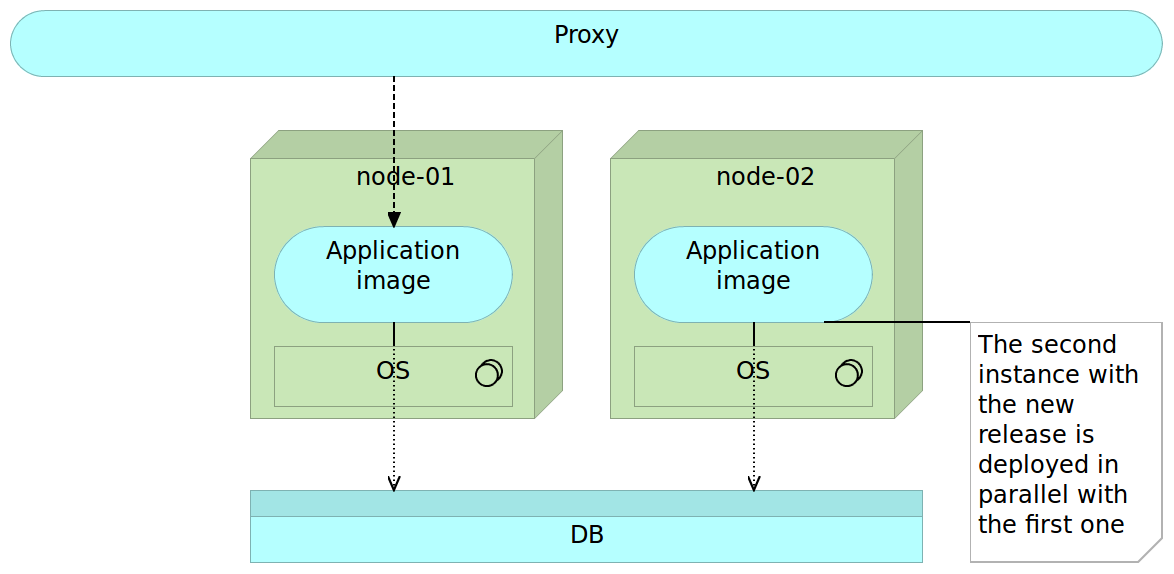 Proxy
node-01
Application
image
OS
node-02
Application
image
OS
The second
instance with
the new
release is
deployed in
parallel with
the first one
DB